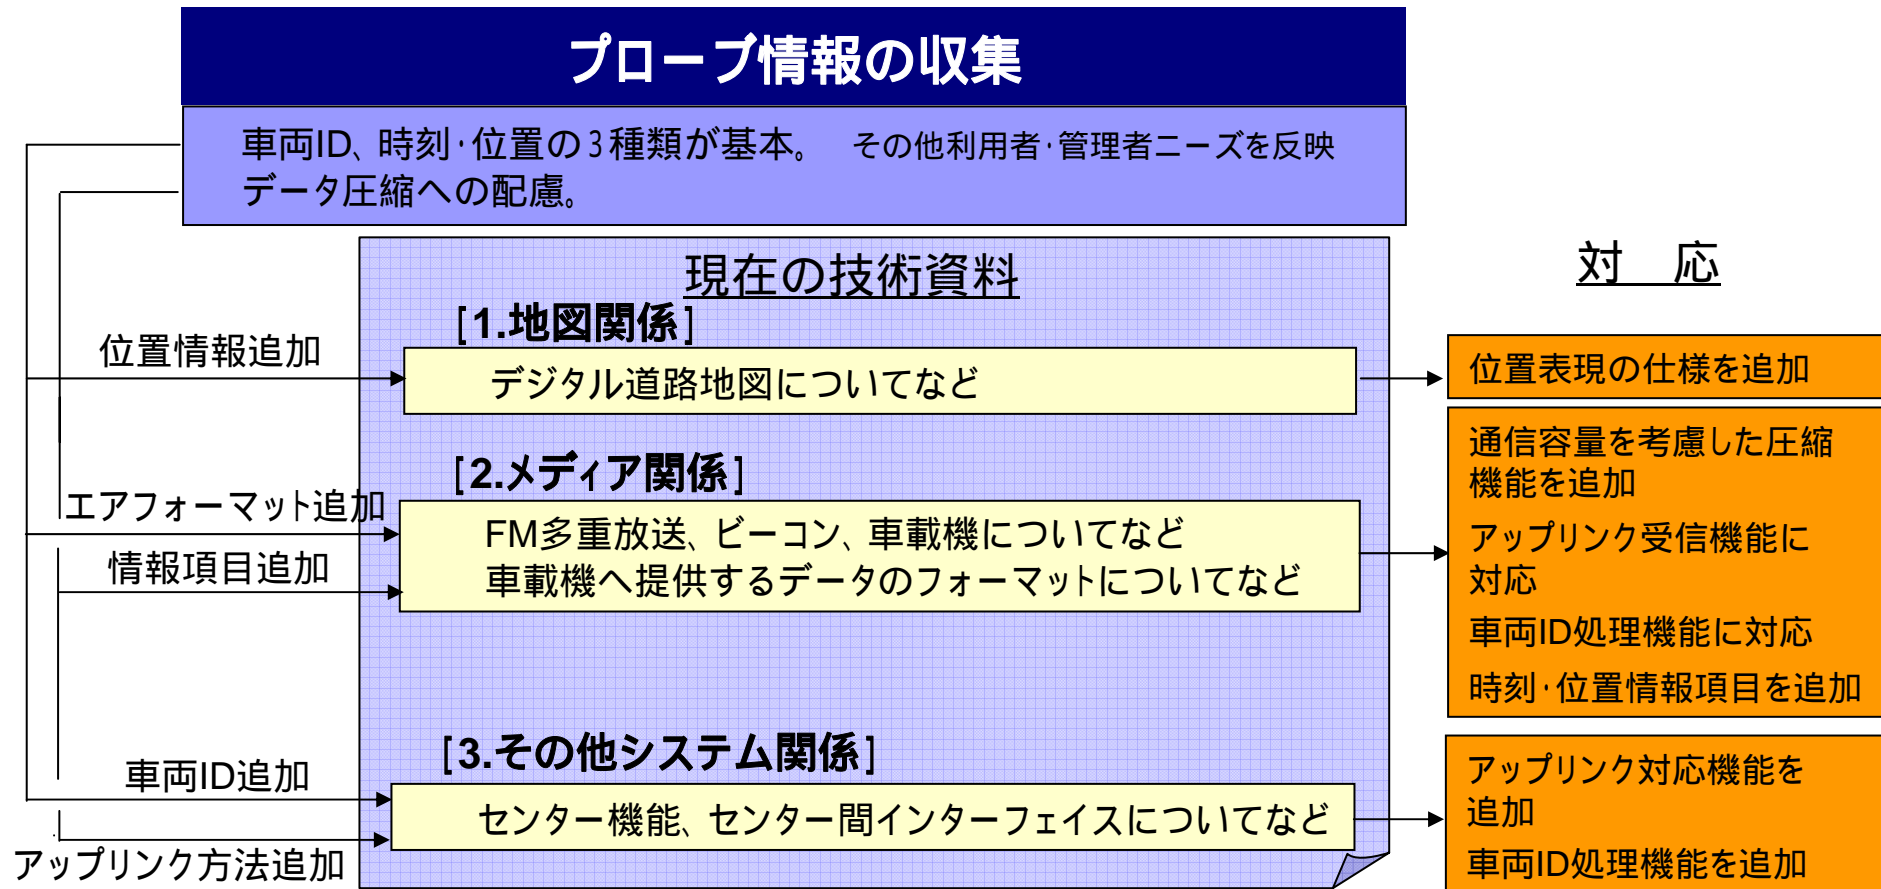 プローブ情報の収集
車両ID、時刻・位置の3種類が基本。 その他利用者・管理者ニーズを反映
データ圧縮への配慮。
現在の技術資料
対 応
[1.地図関係]
位置情報追加
デジタル道路地図についてなど
位置表現の仕様を追加
[2.メディア関係]
エアフォーマット追加
情報項目追加
FM多重放送、ビーコン、車載機についてなど
車載機へ提供するデータのフォーマットについてなど
通信容量を考慮した圧縮
機能を追加
アップリンク受信機能に
対応
車両ID処理機能に対応
時刻・位置情報項目を追加
[3.その他システム関係]
車両ID追加
アップリンク方法追加
センター機能、センター間インターフェイスについてなど
アップリンク対応機能を
追加
車両ID処理機能を追加